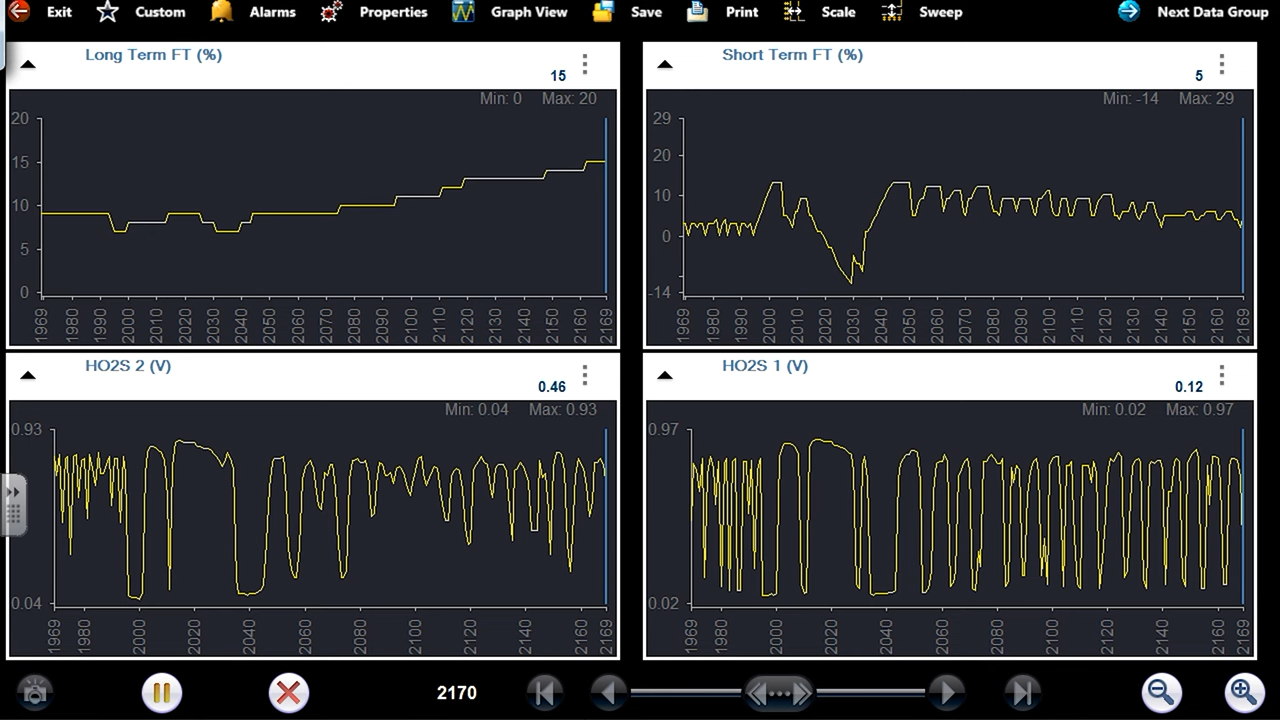 Exit Custom Alarms Properties Graph View Save Print Scale Sweep Next Data Group
Long Term FT (%)
15
Min: 0 Max: 20
20
15
10
5
0
1969 1980 1990 2000 2010 2020 2030 2040 2050 2060 2070 2080 2090 2100 2110 2120 2130 2140 2150 2160 2169
Short Term FT (%)
5
Min: -14 Max: 29
29
20
10
0
-14
1969 1980 1990 2000 2010 2020 2030 2040 2050 2060 2070 2080 2090 2100 2110 2120 2130 2140 2150 2160 2169
HO2S 2 (V)
0.46
Min: 0.04 Max: 0.93
0.93
0.04
1969 1980 2000 2020 2040 2060 2080 2100 2120 2140 2160 2169
HO2S 1 (V)
0.12
Min: 0.02 Max: 0.97
0.97
0.02
1969 1980 2000 2020 2040 2060 2080 2100 2120 2140 2160 2169
2170